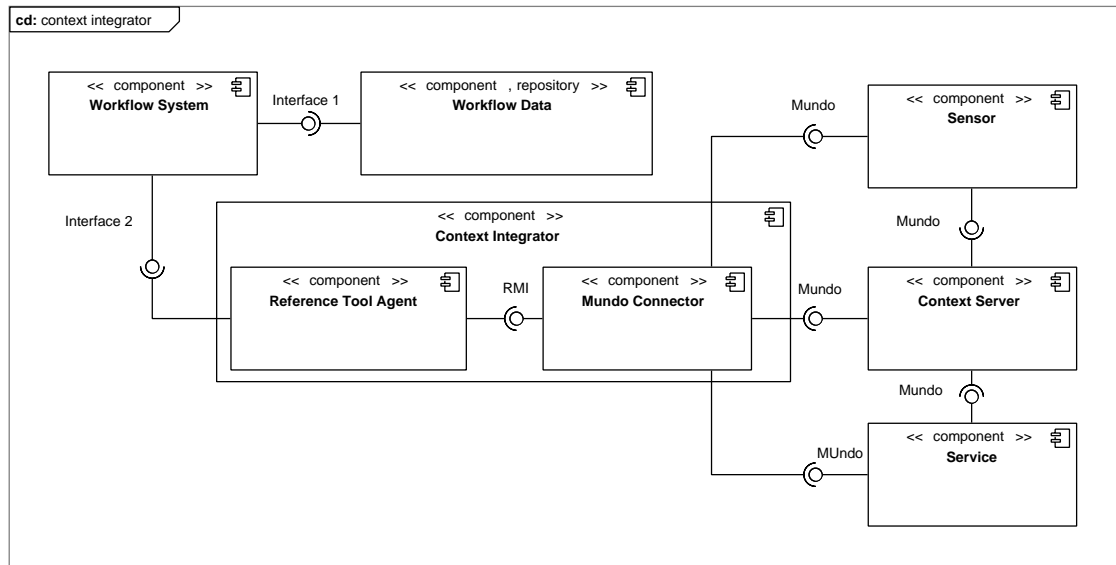 cd: context integrator
<< component >>
Workflow System
Interface 1
<< component , repository >>
Workflow Data
Mundo
<< component >>
Sensor
Interface 2
<< component >>
Context Integrator
Mundo
<< component >>
Reference Tool Agent
RMI
<< component >>
Mundo Connector
Mundo
<< component >>
Context Server
Mundo
MUndo
<< component >>
Service